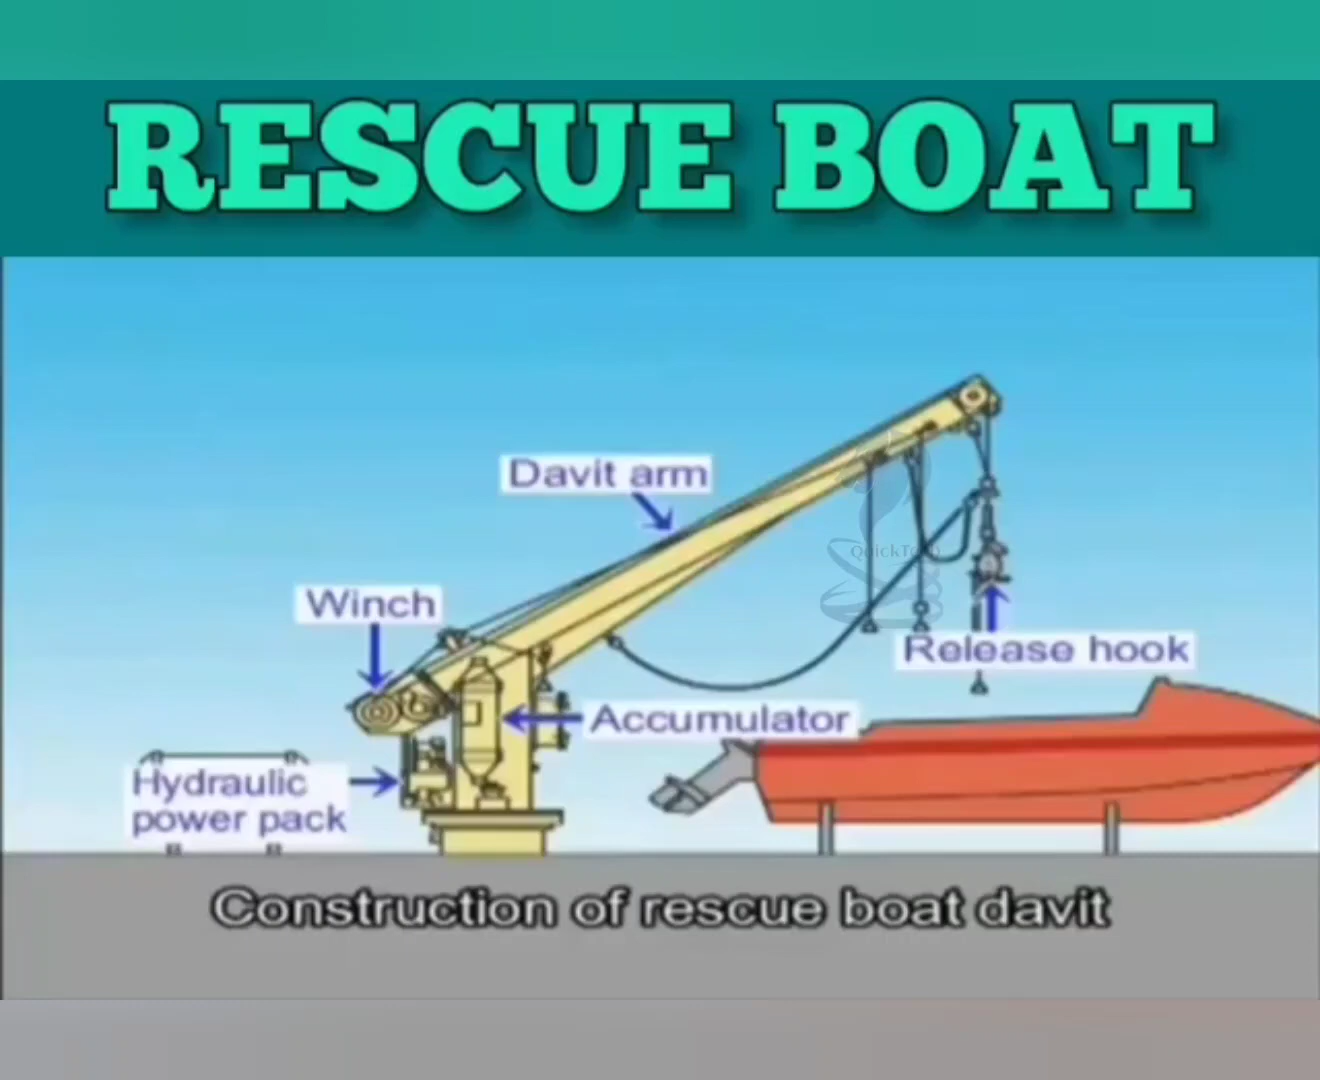 RESCUE BOAT
Davit arm
Winch
Release hook
Accumulator
Hydraulic
power pack
Construction of rescue boat davit